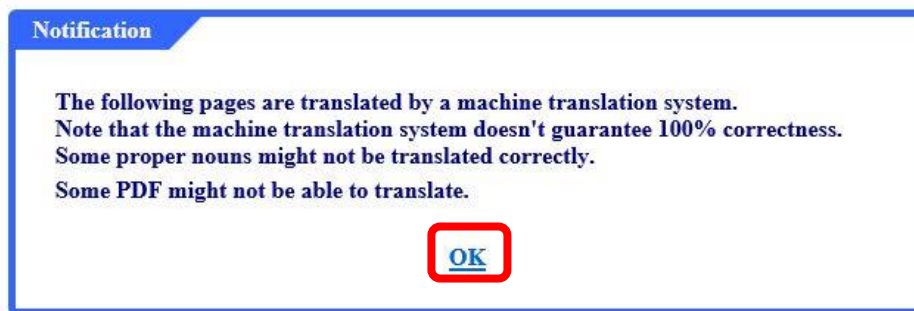 Notification
The following pages are translated by a machine translation system.
Note that the machine translation system doesn't guarantee 100% correctness.
Some proper nouns might not be translated correctly.
Some PDF might not be able to translate.
OK